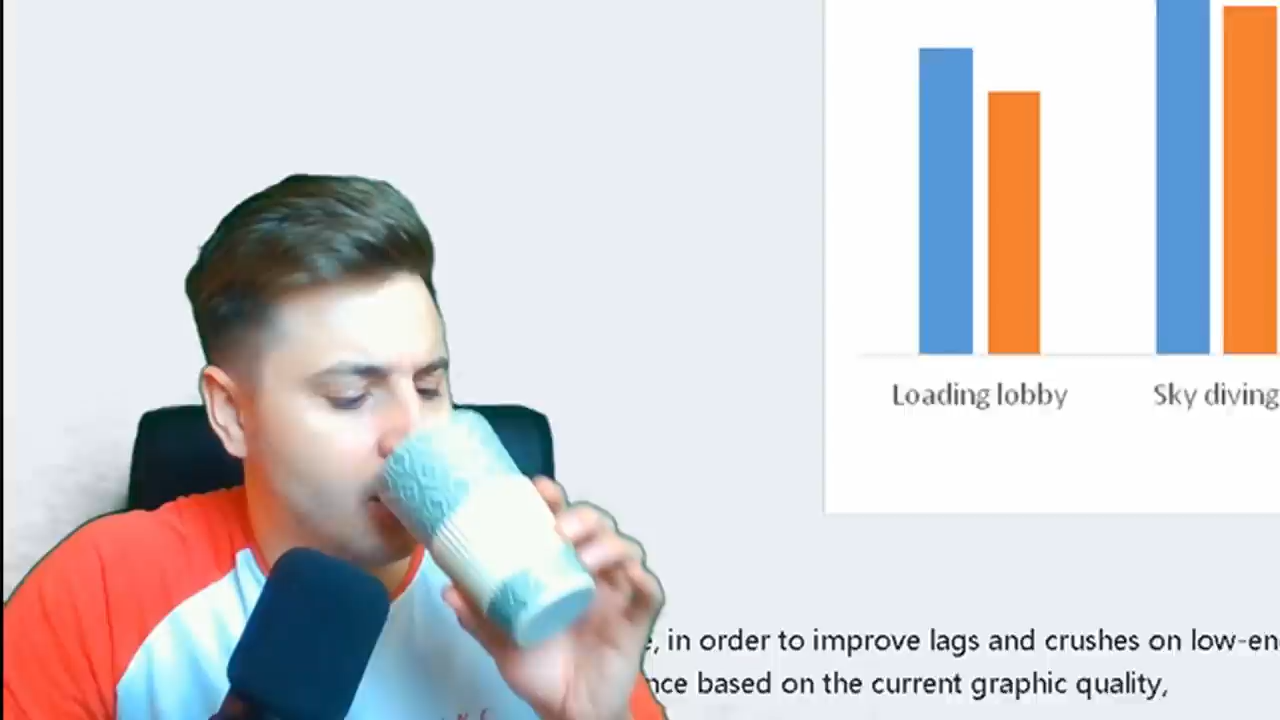 Loading lobby
Sky diving
, in order to improve lags and crushes on low-en
nce based on the current graphic quality,